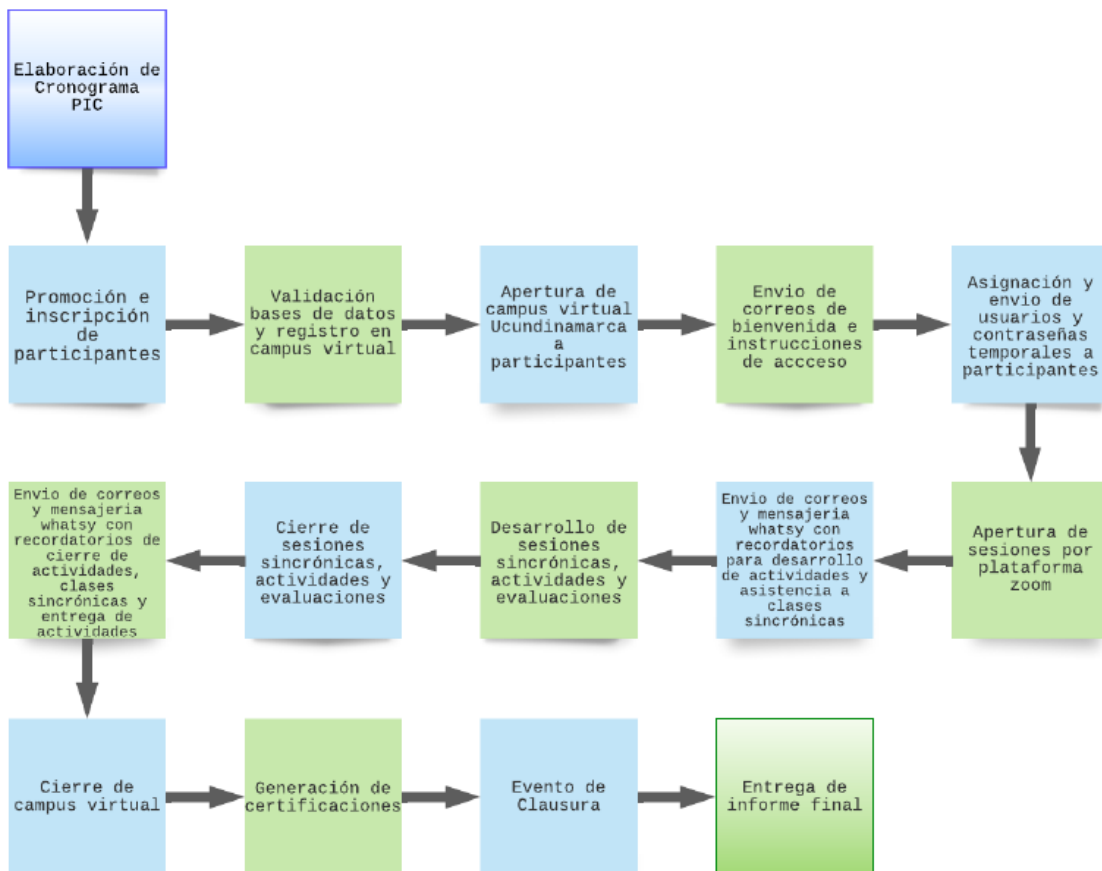 Elaboración de
Cronograma
PIC
Promoción e
inscripción
de
participantes
Validación
bases de datos
y registro en
campus virtual
Apertura de
campus virtual
Ucundinamarca
a
participantes
Envio de
correos de
bienvenida e
instrucciones
de accceso
Asignación y
envio de
usuarios y
contraseñas
temporales a
participantes
Apertura de
sesiones por
plataforma
zoom
Envio de correos
y mensajeria
whatsy con
recordatorios
para desarrollo
de actividades y
asistencia a
clases
sincrónicas
Desarrollo de
sesiones
sincrónicas,
actividades y
evaluaciones
Cierre de
sesiones
sincrónicas,
actividades y
evaluaciones
Envio de correos
y mensajeria
whatsy con
recordatorios de
cierre de
actividades,
clases
sincrónicas y
entrega de
actividades
Cierre de
campus virtual
Generación de
certificaciones
Evento de
Clausura
Entrega de
informe final